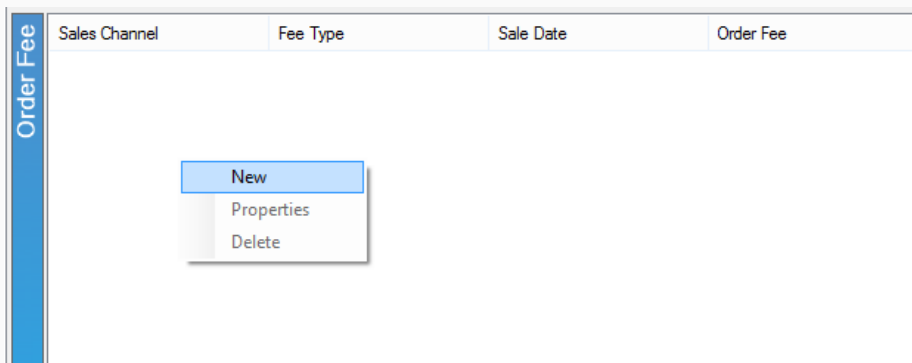 Order Fee
Sales Channel Fee Type Sale Date Order Fee
New
Properties
Delete